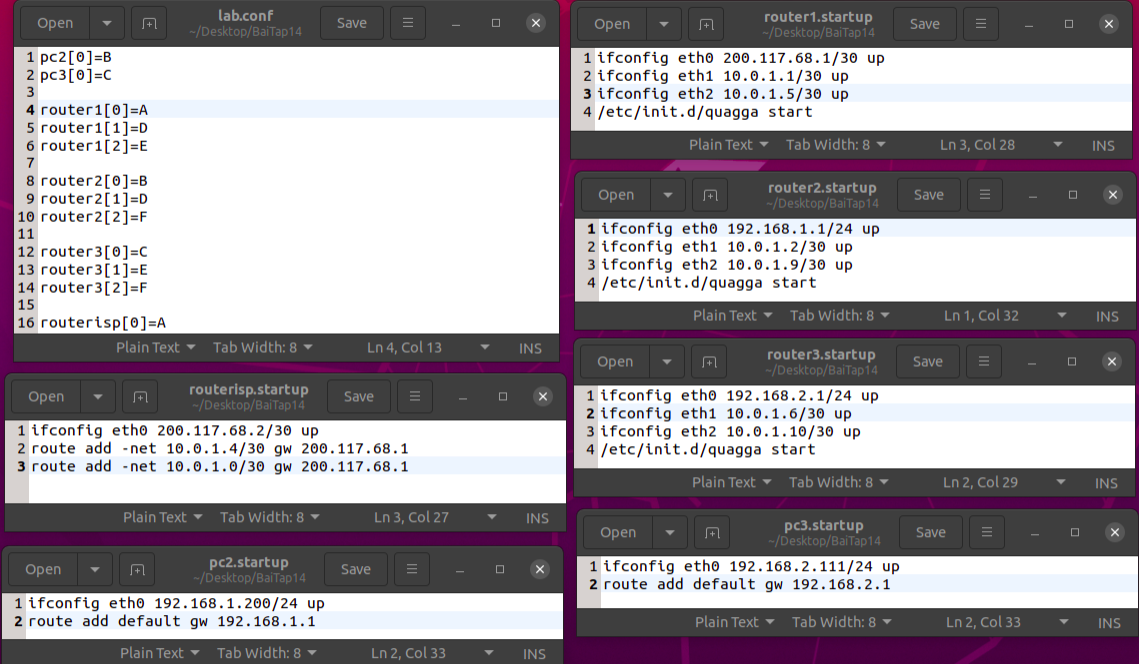 Open
lab.conf
~/Desktop/BaiTap14
Save
1 pc2[0]=B
2 pc3[0]=C
3
4 router1[0]=A
5 router1[1]=D
6 router1[2]=E
7
8 router2[0]=B
9 router2[1]=D
10 router2[2]=F
11
12 router3[0]=C
13 router3[1]=E
14 router3[2]=F
15
16 routerisp[0]=A
Plain Text Tab Width: 8 Ln 4, Col 13 INS
Open
routerisp.startup
~/Desktop/BaiTap14
Save
1 ifconfig eth0 200.117.68.2/30 up
2 route add -net 10.0.1.4/30 gw 200.117.68.1
3 route add -net 10.0.1.0/30 gw 200.117.68.1
Plain Text Tab Width: 8 Ln 3, Col 27 INS
Open
pc2.startup
~/Desktop/BaiTap14
Save
1 ifconfig eth0 192.168.1.200/24 up
2 route add default gw 192.168.1.1
Plain Text Tab Width: 8 Ln 2, Col 33 INS
Open
router1.startup
~/Desktop/BaiTap14
Save
1 ifconfig eth0 200.117.68.1/30 up
2 ifconfig eth1 10.0.1.1/30 up
3 ifconfig eth2 10.0.1.5/30 up
4 /etc/init.d/quagga start
Plain Text Tab Width: 8 Ln 3, Col 28 INS
Open
router2.startup
~/Desktop/BaiTap14
Save
1 ifconfig eth0 192.168.1.1/24 up
2 ifconfig eth1 10.0.1.2/30 up
3 ifconfig eth2 10.0.1.9/30 up
4 /etc/init.d/quagga start
Plain Text Tab Width: 8 Ln 1, Col 32 INS
Open
router3.startup
~/Desktop/BaiTap14
Save
1 ifconfig eth0 192.168.2.1/24 up
2 ifconfig eth1 10.0.1.6/30 up
3 ifconfig eth2 10.0.1.10/30 up
4 /etc/init.d/quagga start
Plain Text Tab Width: 8 Ln 2, Col 29 INS
Open
pc3.startup
~/Desktop/BaiTap14
Save
1 ifconfig eth0 192.168.2.111/24 up
2 route add default gw 192.168.2.1
Plain Text Tab Width: 8 Ln 2, Col 33 INS